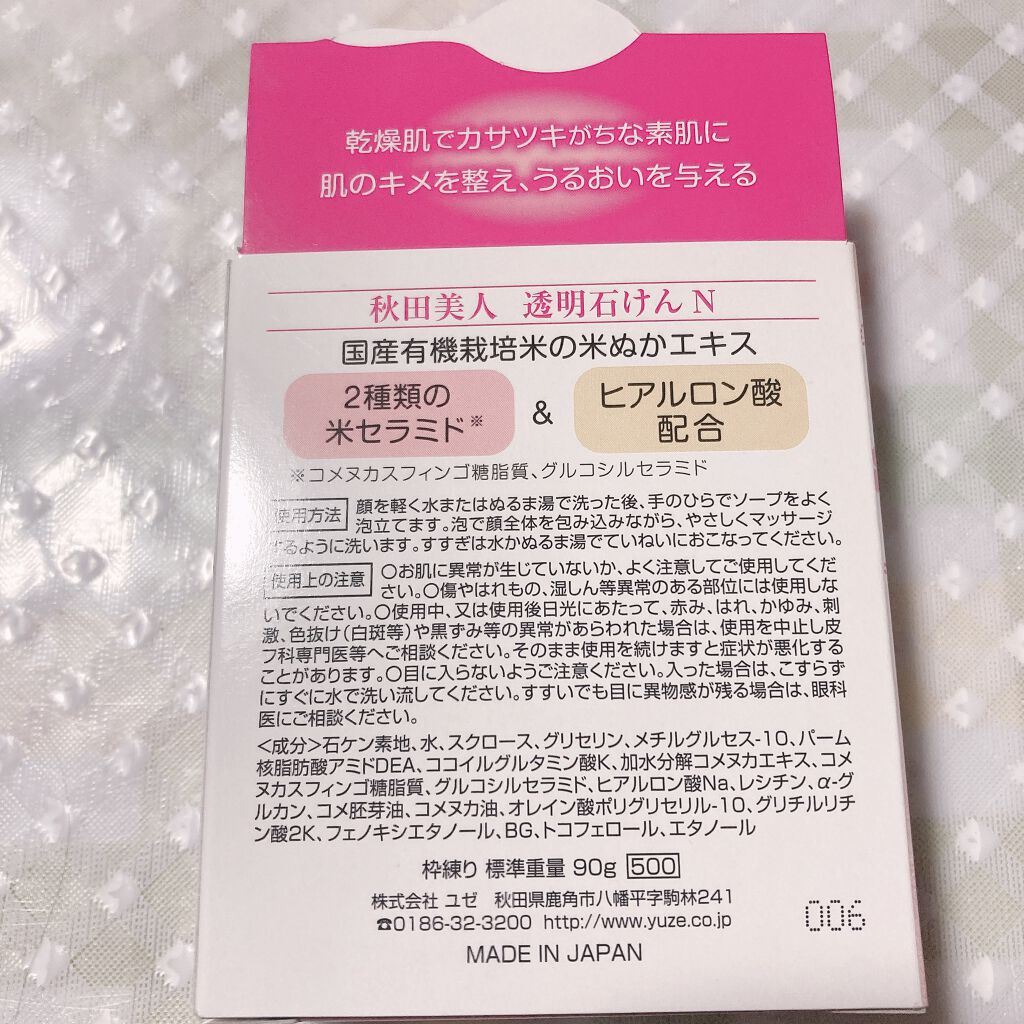 乾燥肌でカサツキがちな素肌に
肌のキメを整え、うるおいを与える
秋田美人 透明石けん N
国産有機栽培米の米ぬかエキス
2種類の
米セラミド※
&
ヒアルロン酸
配合
※コメヌカスフィンゴ糖脂質、グルコシルセラミド
使用方法 顔を軽く水またはぬるま湯で洗った後、手のひらでソープをよく
泡立てます。泡で顔全体を包み込みながら、やさしくマッサージ
するように洗います。すすぎは水かぬるま湯でていねいにおこなってください。
使用上の注意 ○お肌に異常が生じていないか、よく注意してご使用してくだ
さい。○傷やはれもの、湿しん等異常のある部位には使用しな
いでください。○使用中、又は使用後日光にあたって、赤み、はれ、かゆみ、刺
激、色抜け(白斑等)や黒ずみ等の異常があらわれた場合は、使用を中止し皮
フ科専門医等へご相談ください。そのまま使用を続けますと症状が悪化する
ことがあります。○目に入らないようご注意ください。入った場合は、こすらず
にすぐに水で洗い流してください。すすいでも目に異物感が残る場合は、眼科
医にご相談ください。
<成分>石ケン素地、水、スクロース、グリセリン、メチルグルセス-10、パーム
核脂肪酸アミドDEA、ココイルグルタミン酸K、加水分解コメヌカエキス、コメ
ヌカスフィンゴ糖脂質、グルコシルセラミド、ヒアルロン酸Na、レシチン、α-グ
ルカン、コメ胚芽油、コメヌカ油、オレイン酸ポリグリセリル-10、グリチルリチ
ン酸2K、フェノキシエタノール、BG、トコフェロール、エタノール
枠練り 標準重量 90g 500
株式会社 ユゼ 秋田県鹿角市八幡平字駒林241
☎0186-32-3200 http://www.yuze.co.jp
006
MADE IN JAPAN